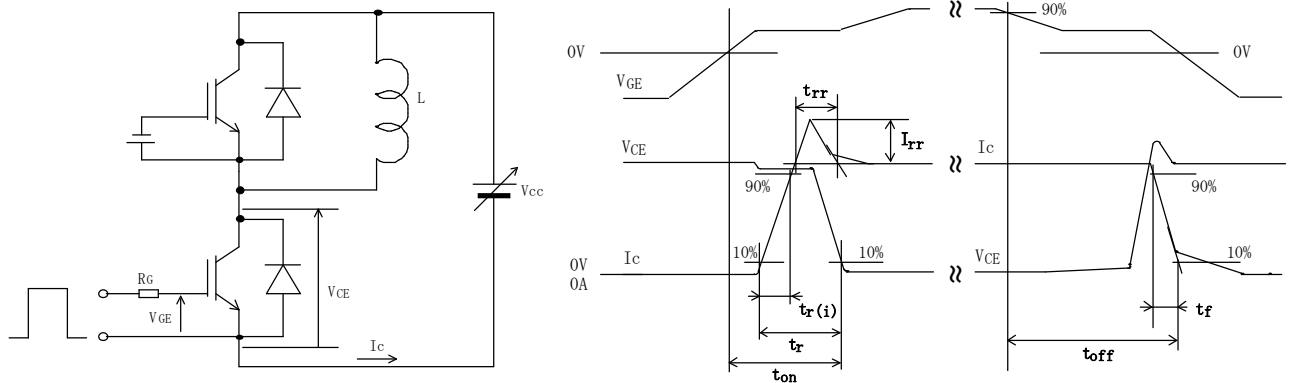 L
Vcc
RG
VGE
VCE
Ic
0V
VGE
VCE
90%
10%
Ic
0V
0A
trr
Irr
10%
tr(i)
tr
ton
90%
0V
Ic
90%
VCE
10%
tf
toff